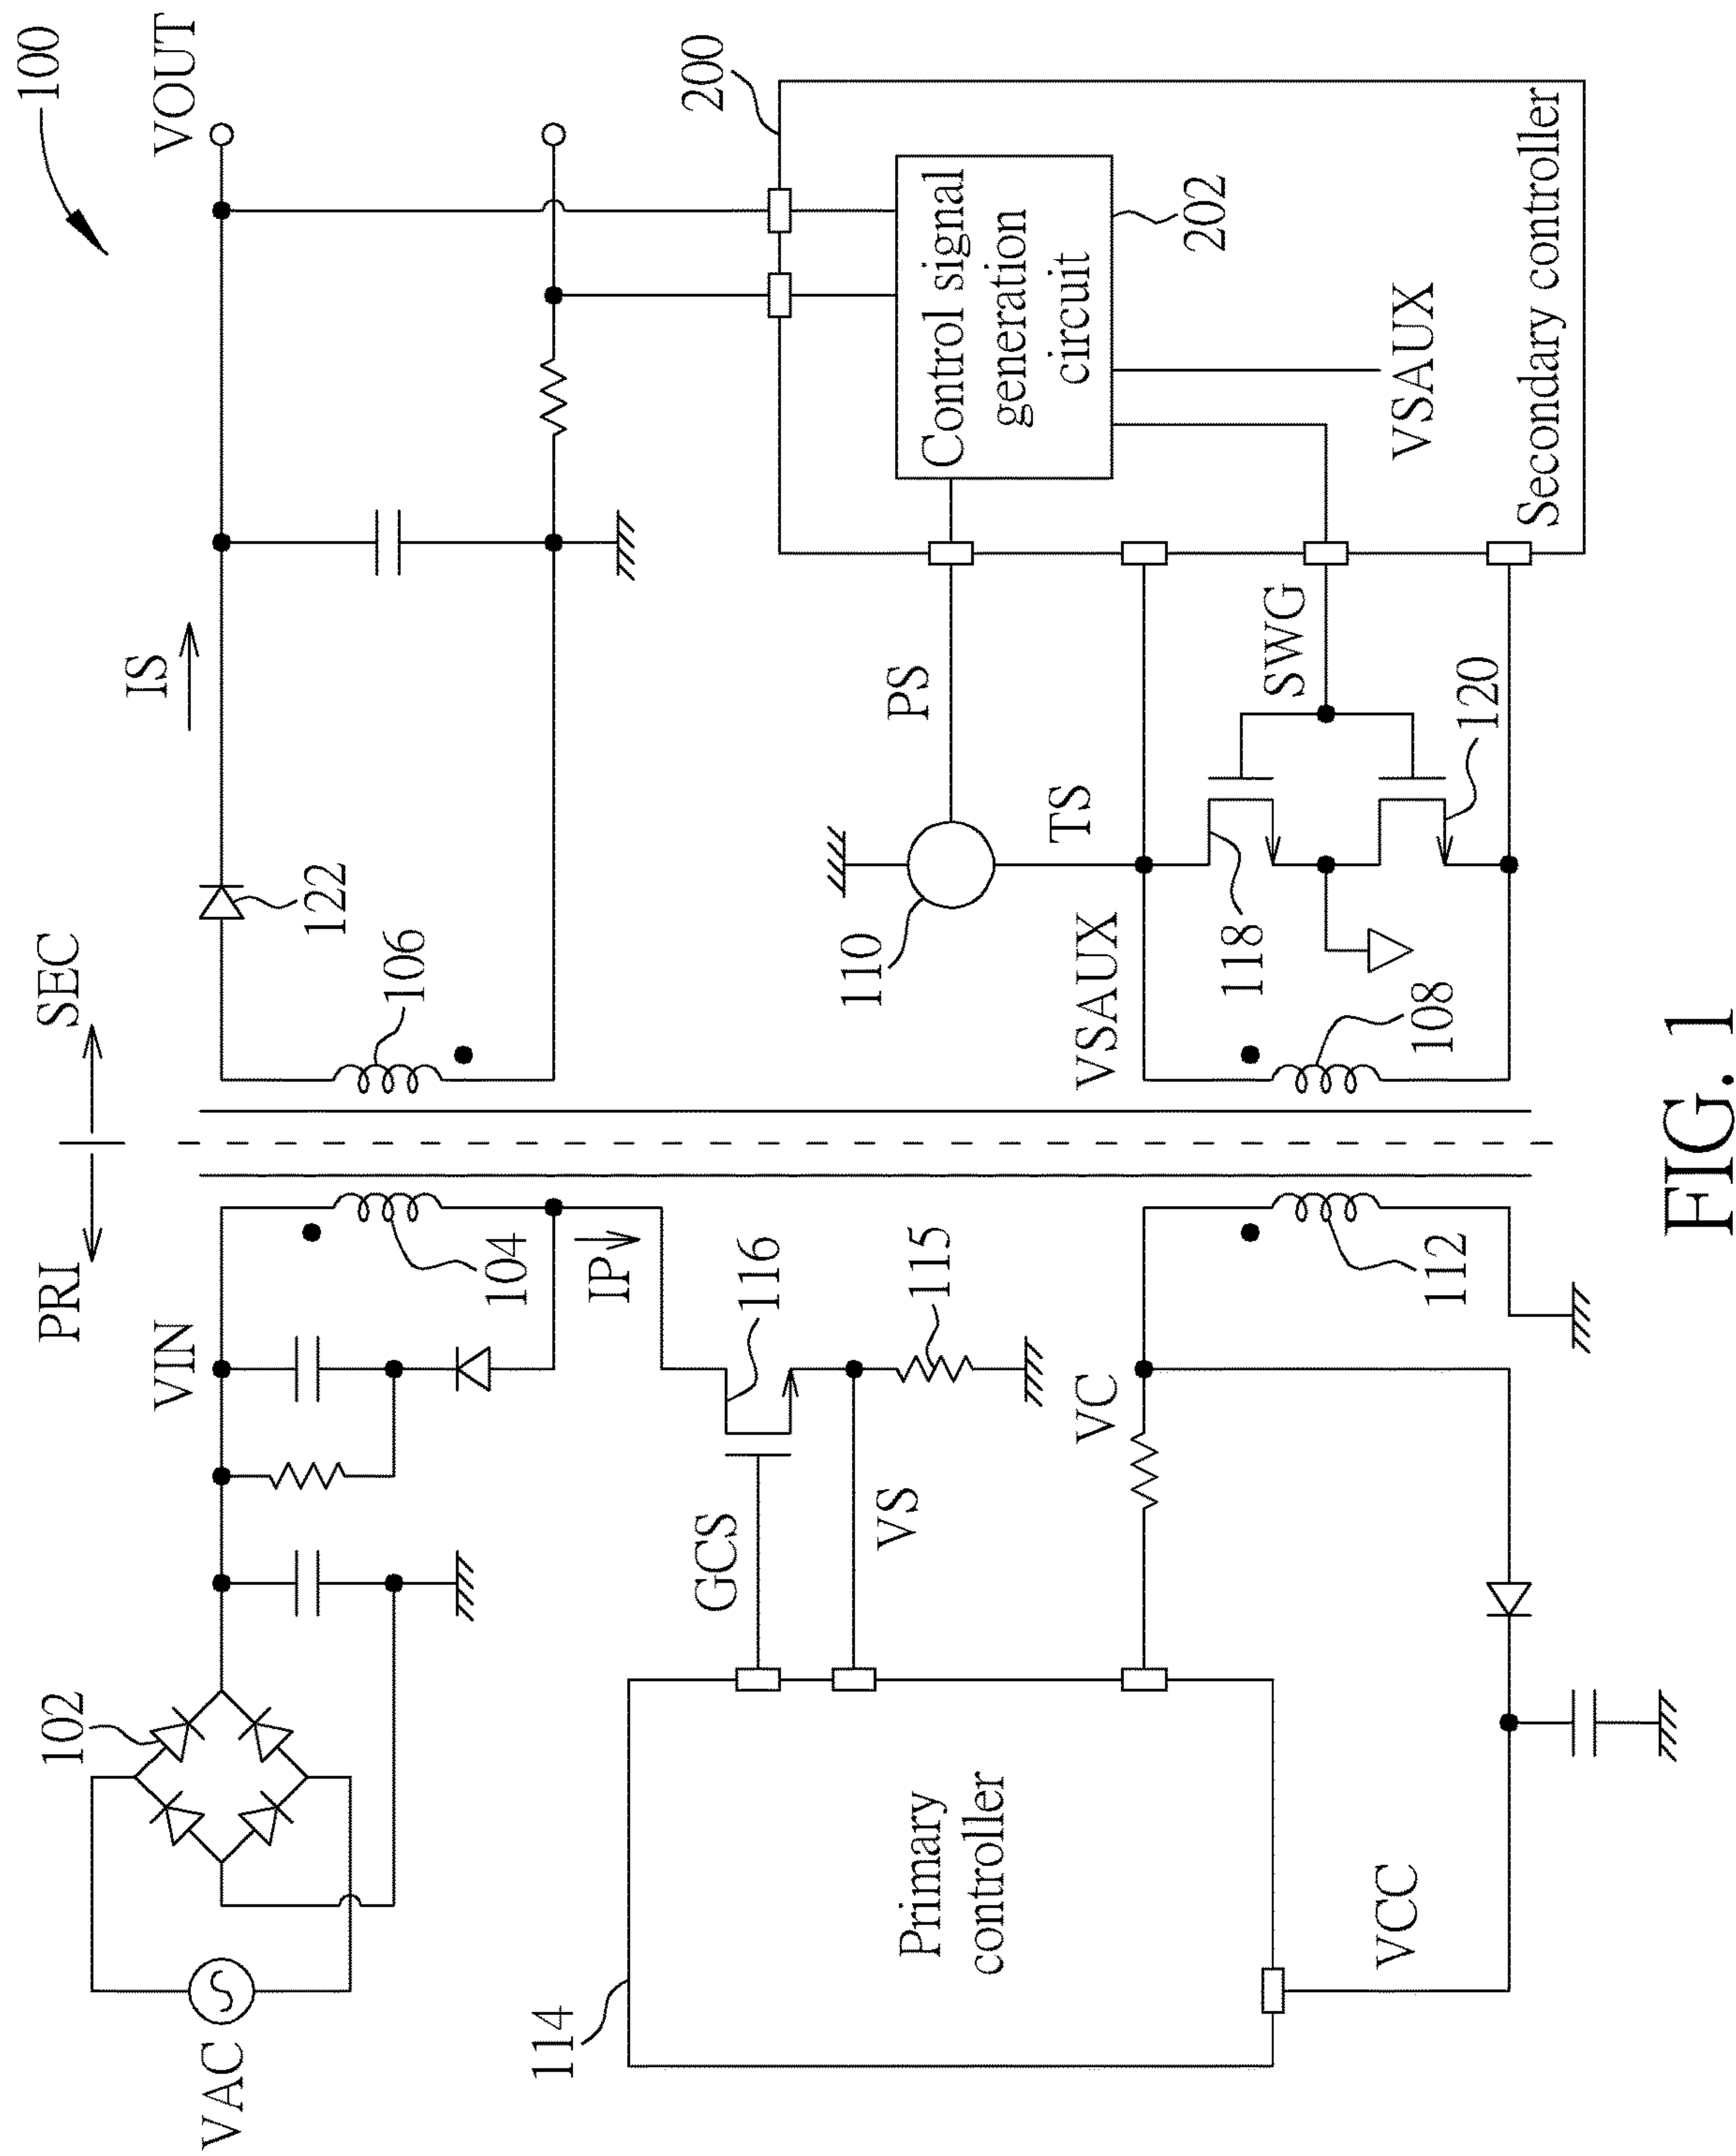 100
PRI
SEC
VAC
102
VIN
104
106
122
IS
VOUT
IP
114
Primary
controller
GCS
116
VS
115
VC
112
VCC
110
PS
TS
VSAUX
118
108
120
SWG
200
Control signal
generation
circuit
202
VSAUX
Secondary controller
FIG. 1